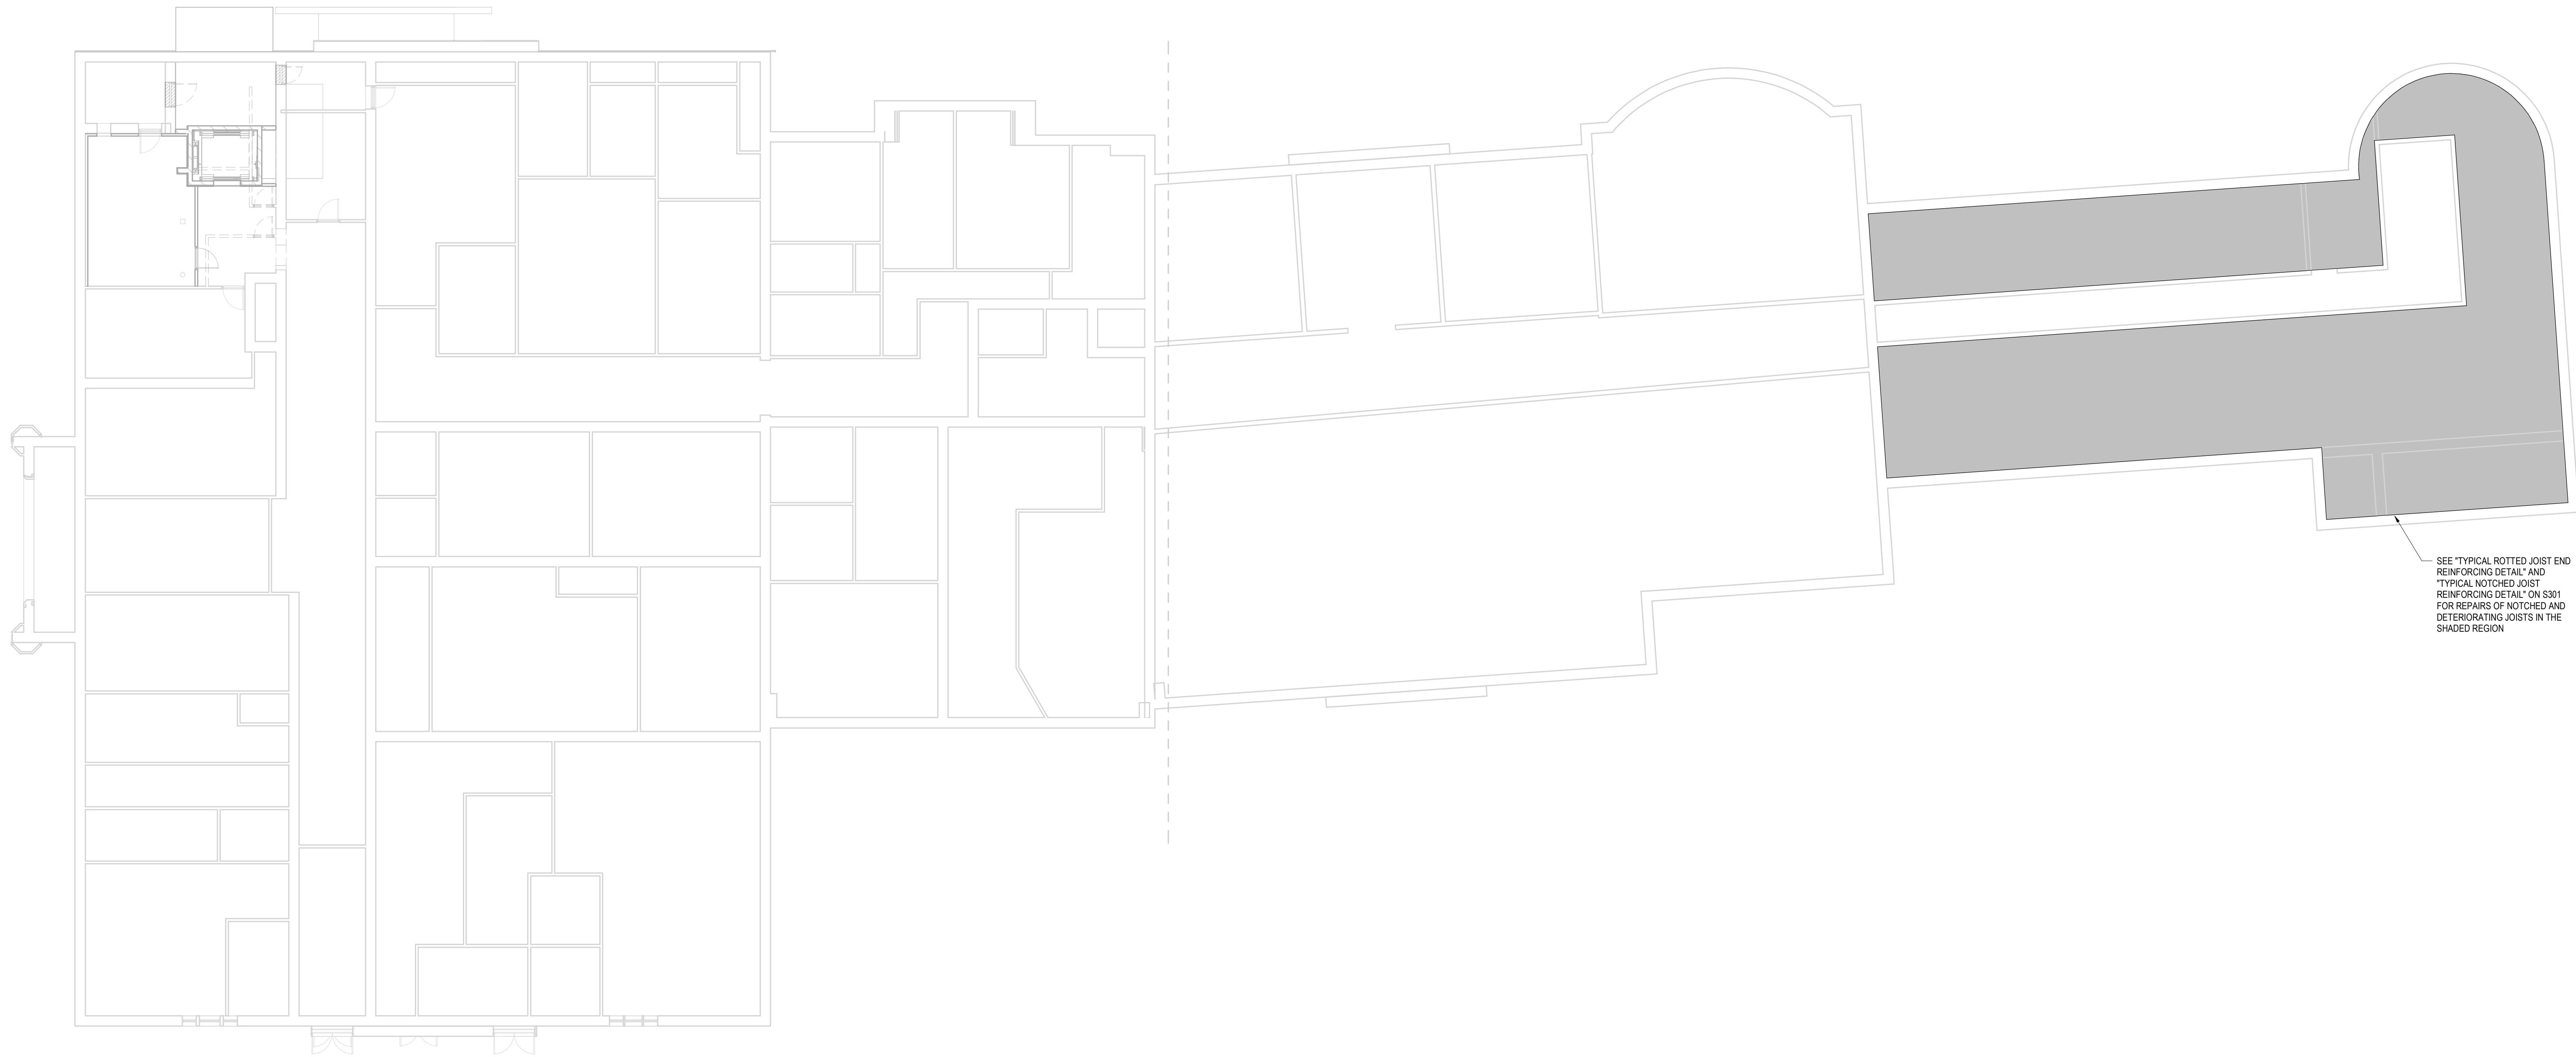 SEE "TYPICAL ROTTED JOIST END
REINFORCING DETAIL" AND
"TYPICAL NOTCHED JOIST
REINFORCING DETAIL" ON S301
FOR REPAIRS OF NOTCHED AND
DETERIORATING JOISTS IN THE
SHADED REGION